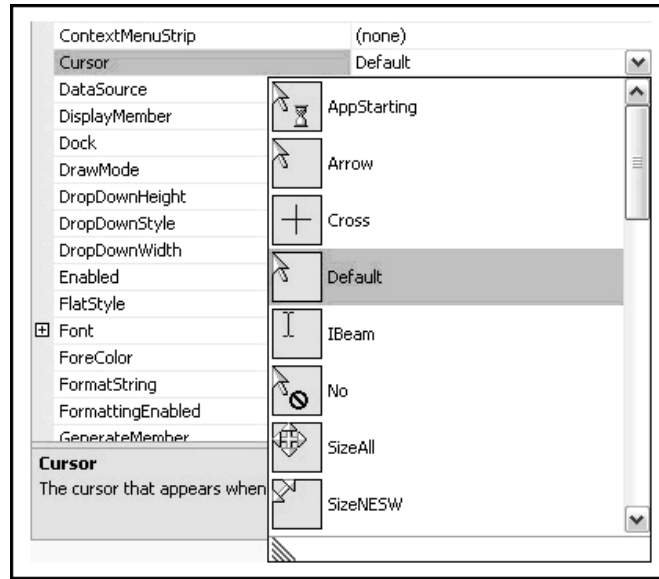 ContextMenuStrip (none)
Cursor Default
DataSource
DisplayMember
Dock
DrawMode
DropDownHeight
DropDownStyle
DropDownWidth
Enabled
FlatStyle
Font
ForeColor
FormatString
FormattingEnabled
GenerateMember
AppStarting
Arrow
Cross
Default
IBeam
No
SizeAll
SizeNESW
Cursor
The cursor that appears when